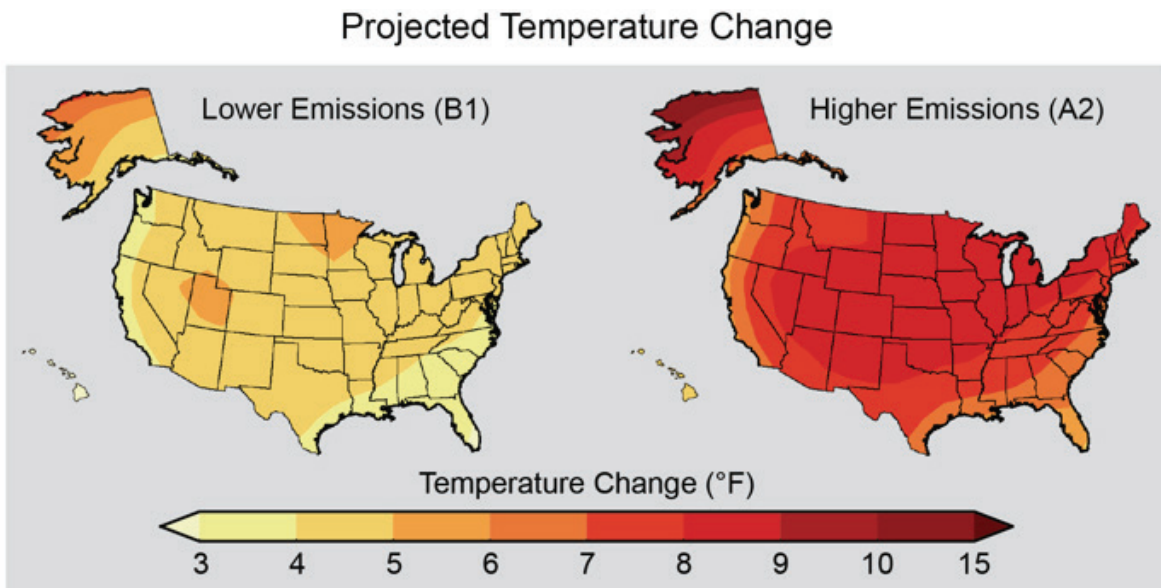 Projected Temperature Change
Lower Emissions (B1)
Higher Emissions (A2)
Temperature Change (°F)
3 4 5 6 7 8 9 10 15